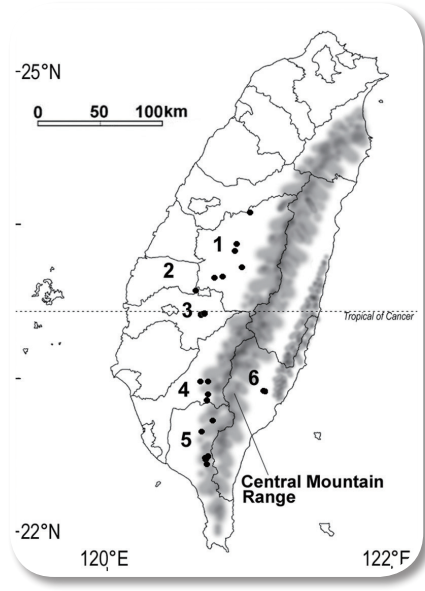 -25°N
0 50 100km
1
2
3
Tropical of Cancer
4
6
5
Central Mountain
Range
-22°N
120°E
122°F